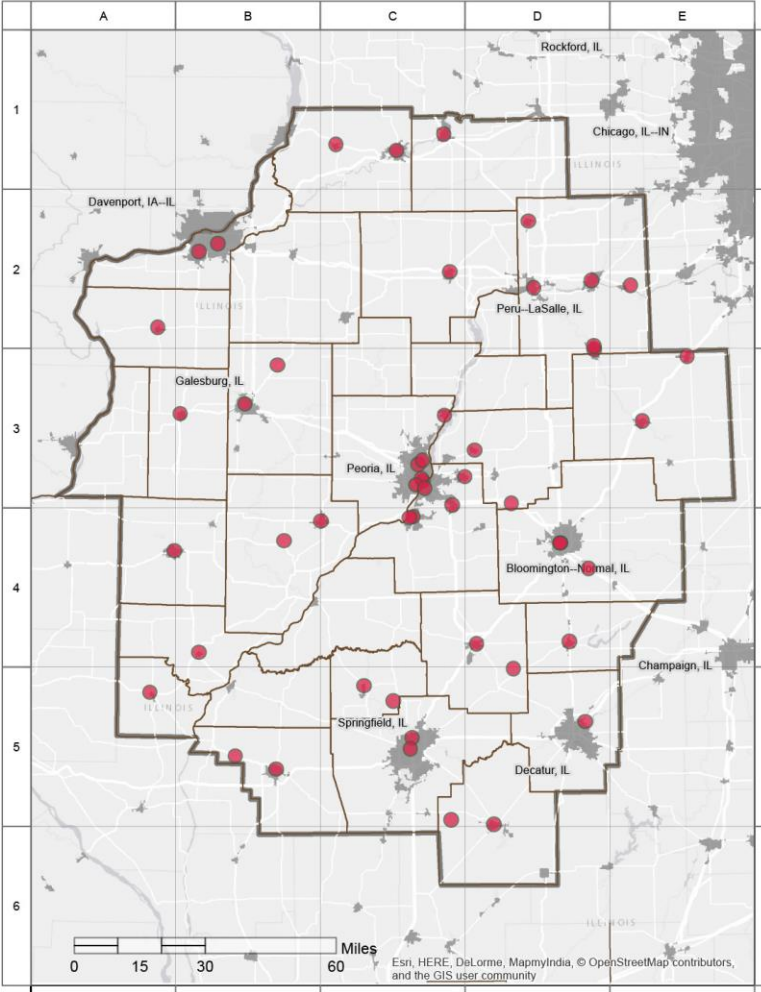 A B C D E
Rockford, IL
1
Chicago, IL--IN
ILLINOIS
Davenport, IA--IL
2
ILLINOIS
Peru--LaSalle, IL
Galesburg, IL
3
Peoria, IL
4
Bloomington--Normal, IL
Champaign, IL
ILLINOIS
Springfield, IL
5
Decatur, IL
6
ILLINOIS
Miles
0 15 30 60
Esri, HERE, DeLorme, MapmyIndia, © OpenStreetMap contributors,
and the GIS user community